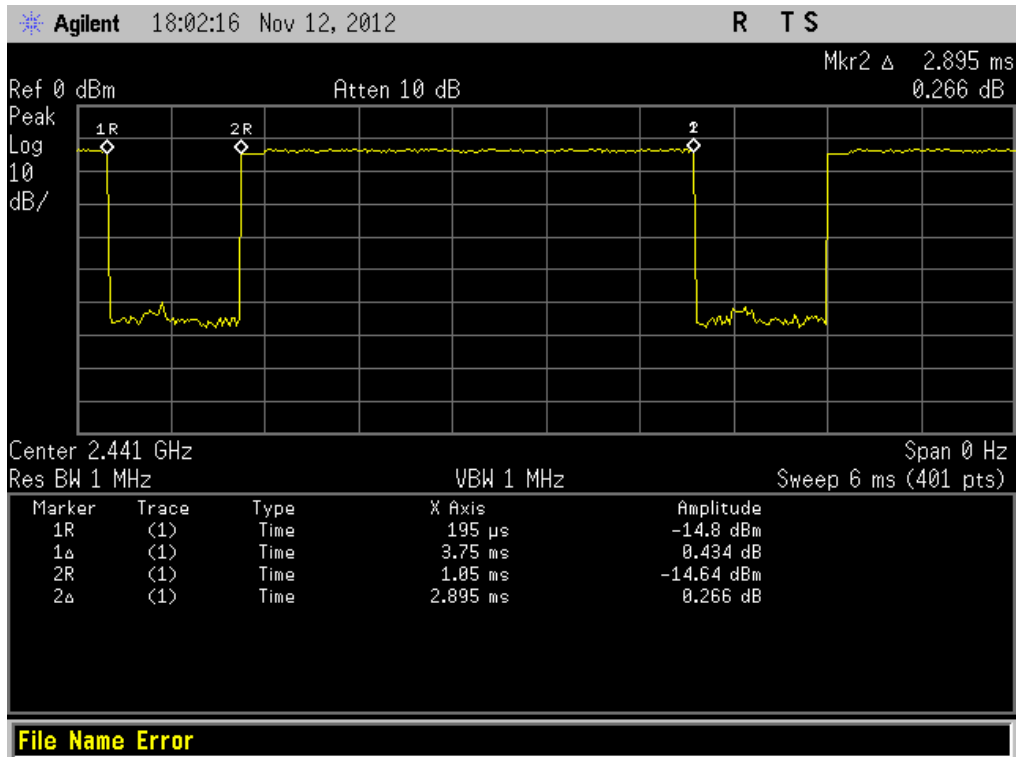 Agilent 18:02:16 Nov 12, 2012 R T S
Mkr2 Δ 2.895 ms
Ref 0 dBm Atten 10 dB 0.266 dB
Peak
Log
10
dB/
1R 2R 2
Center 2.441 GHz Span 0 Hz
Res BW 1 MHz VBW 1 MHz Sweep 6 ms (401 pts)
Marker Trace Type X Axis Amplitude
1R (1) Time 195 µs -14.8 dBm
1Δ (1) Time 3.75 ms 0.434 dB
2R (1) Time 1.05 ms -14.64 dBm
2Δ (1) Time 2.895 ms 0.266 dB
File Name Error